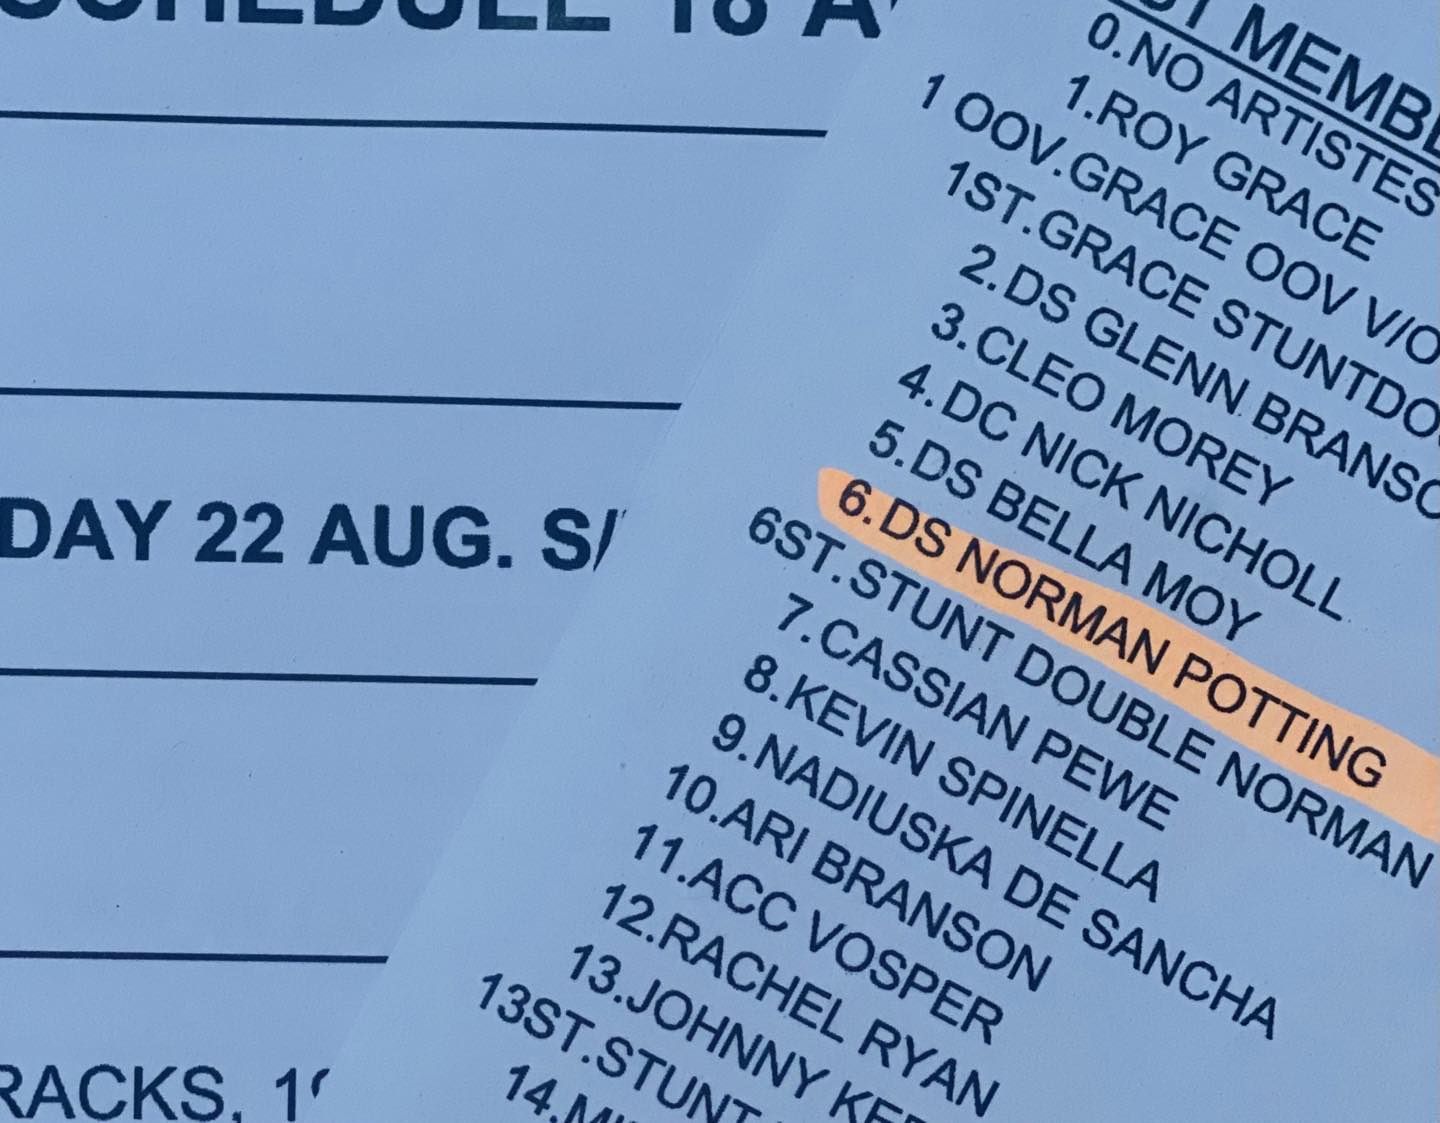 SCHEDULE 18
DAY 22 AUG.
RACKS,
0.NO ARTISTES
1.ROY GRACE
1 OOV.GRACE OOV V/O
1ST.GRACE STUNTDO
2.DS GLENN BRANSO
3.CLEO MOREY
4.DC NICK NICHOLL
5.DS BELLA MOY
6.DS NORMAN POTTING
6ST.STUNT DOUBLE NORMAN
7.CASSIAN PEWE
8.KEVIN SPINELLA
9.NADIUSKA DE SANCHA
10.ARI BRANSON
11.ACC VOSPER
12.RACHEL RYAN
13.JOHNNY
13ST.STUNT
14.